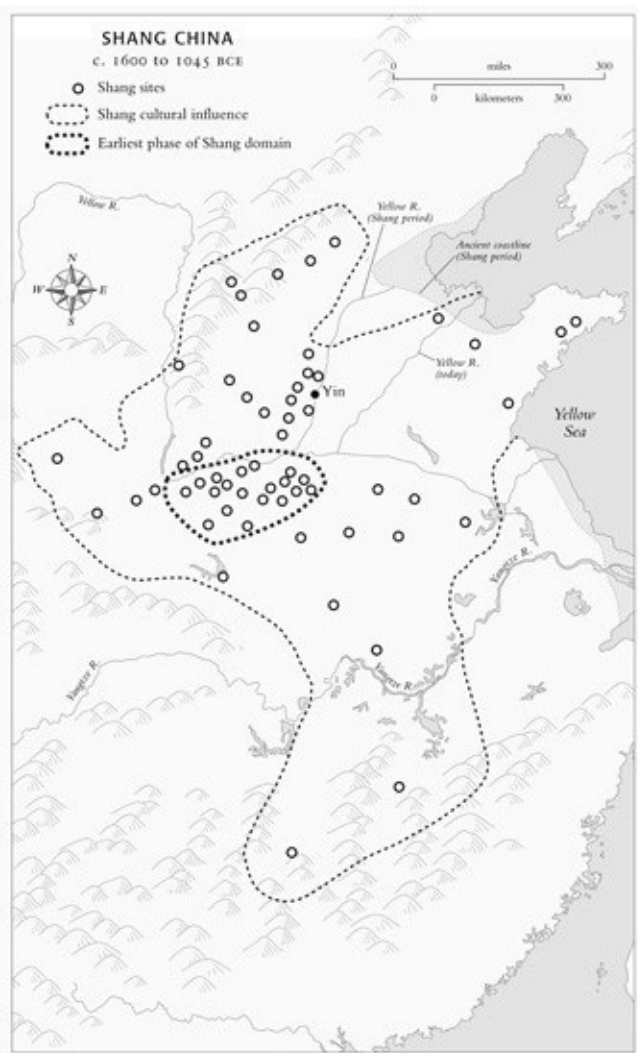 SHANG CHINA
c. 1600 to 1045 BCE
Shang sites
Shang cultural influence
Earliest phase of Shang domain
0 miles 300
0 kilometers 300
Yellow R.
Yellow R.
(Shang period)
Ancient coastline
(Shang period)
N
W E
S
Yellow R.
(today)
Yin
Yellow
Sea
Yangtze R.
Yangtze R.
Yangtze R.